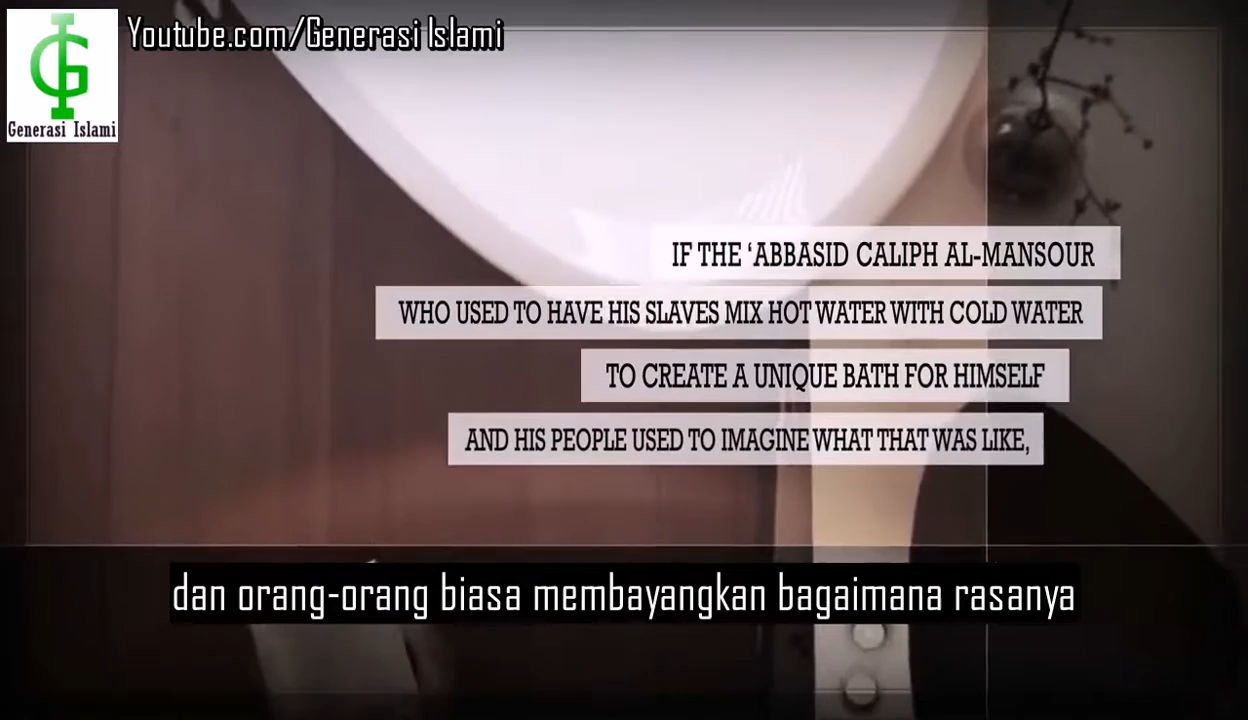 Youtube.com/Generasi Islami
Generasi Islami
IF THE ‘ABBASID CALIPH AL-MANSOUR
WHO USED TO HAVE HIS SLAVES MIX HOT WATER WITH COLD WATER
TO CREATE A UNIQUE BATH FOR HIMSELF
AND HIS PEOPLE USED TO IMAGINE WHAT THAT WAS LIKE,
dan orang-orang biasa membayangkan bagaimana rasanya